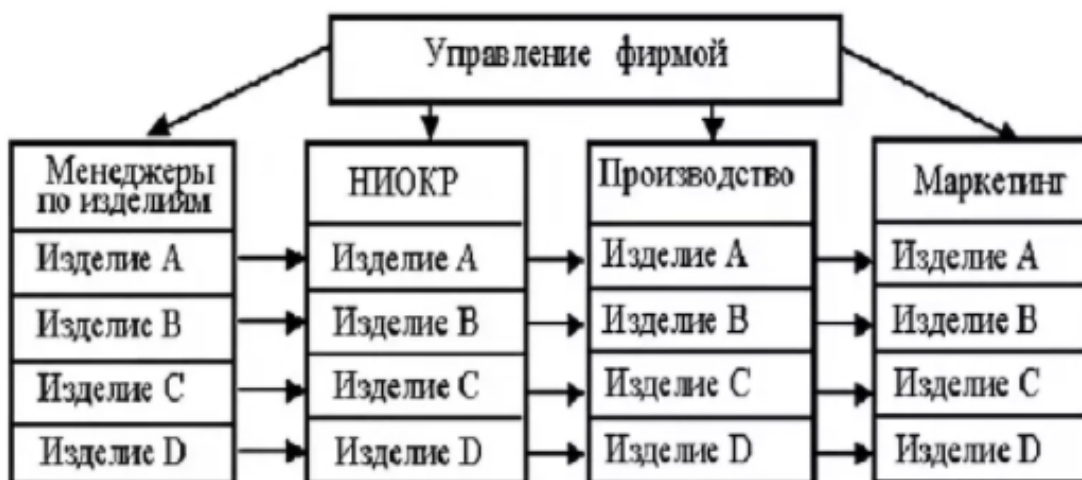 Управление фирмой
Менеджеры
по изделиям
НИОКР
Производство
Маркетинг
Изделие A
Изделие A
Изделие A
Изделие A
Изделие B
Изделие B
Изделие B
Изделие B
Изделие C
Изделие C
Изделие C
Изделие C
Изделие D
Изделие D
Изделие D
Изделие D